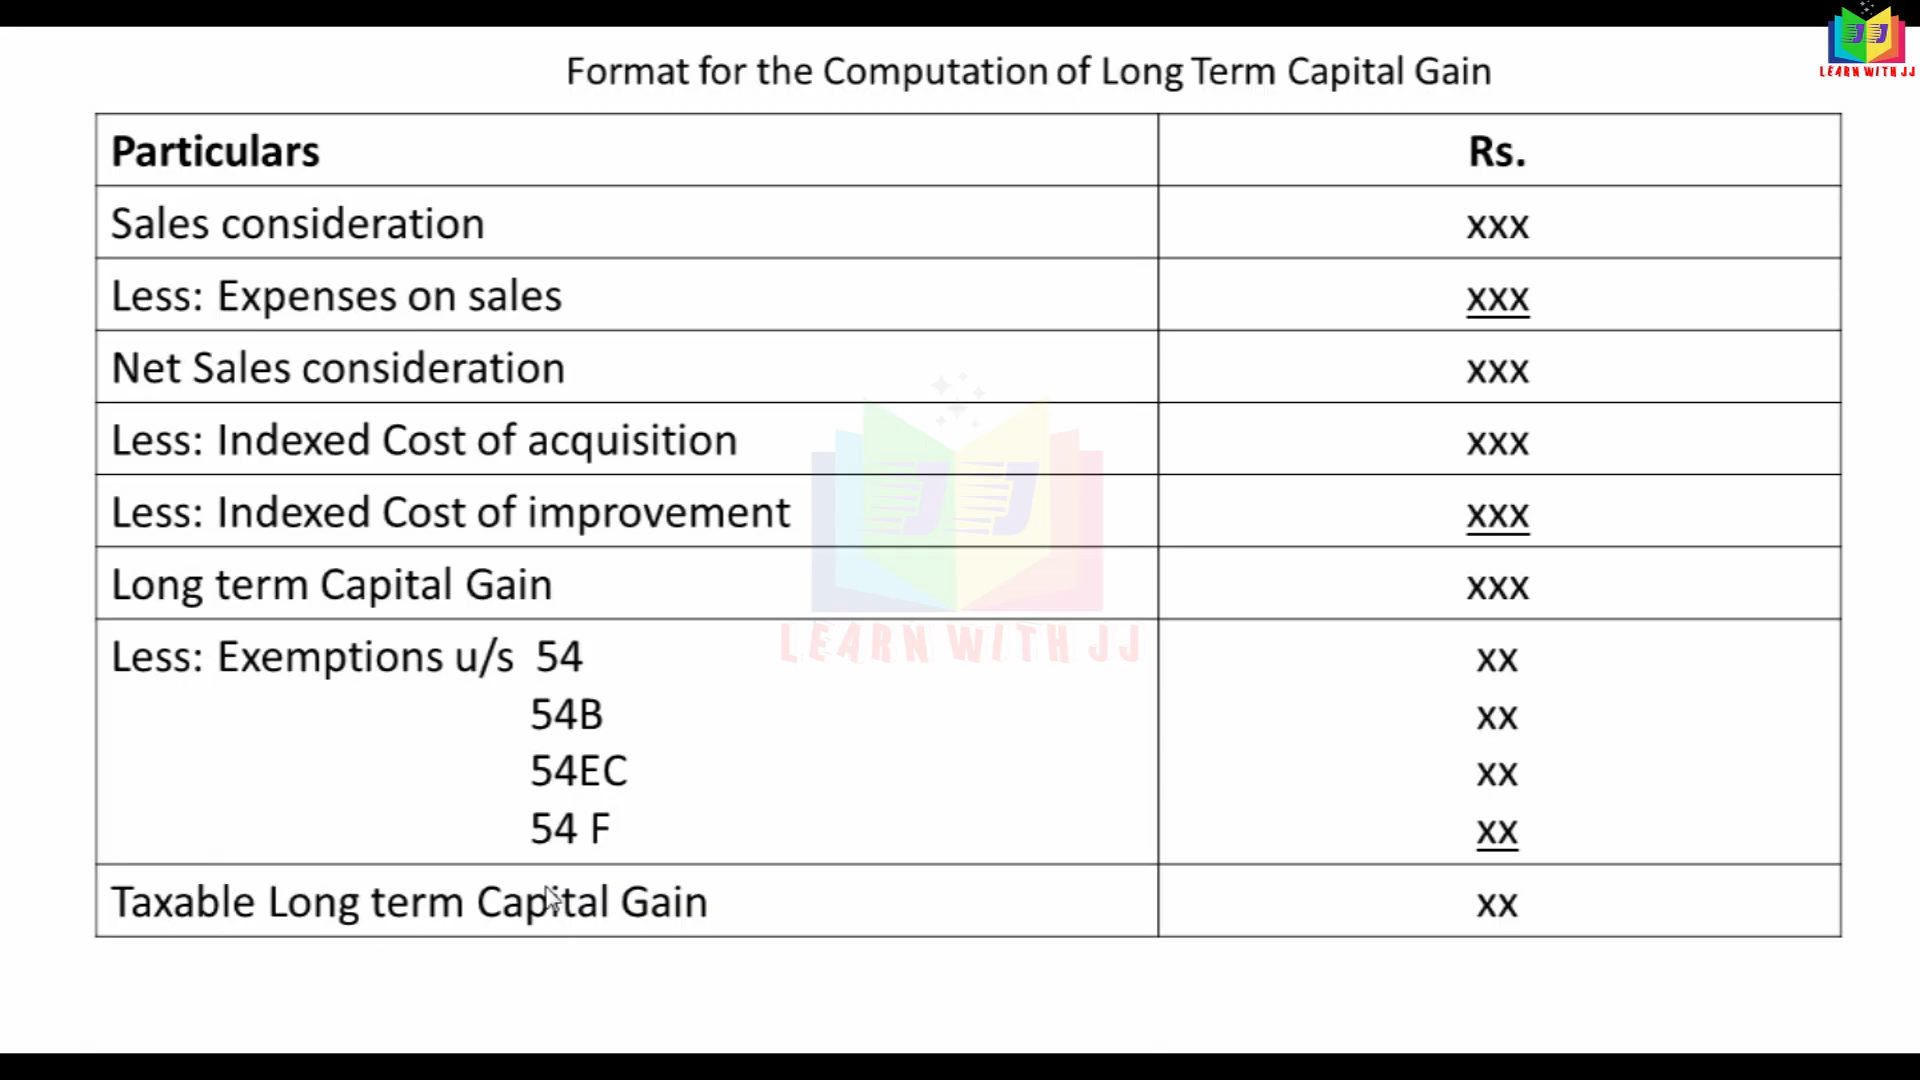 LEARN WITH JJ
Format for the Computation of Long Term Capital Gain
Particulars Rs.
Sales consideration xxx
Less: Expenses on sales xxx
Net Sales consideration xxx
Less: Indexed Cost of acquisition xxx
Less: Indexed Cost of improvement xxx
Long term Capital Gain xxx
LEARN WITH JJ
Less: Exemptions u/s 54 xx
54B xx
54EC xx
54 F xx
Taxable Long term Capital Gain xx